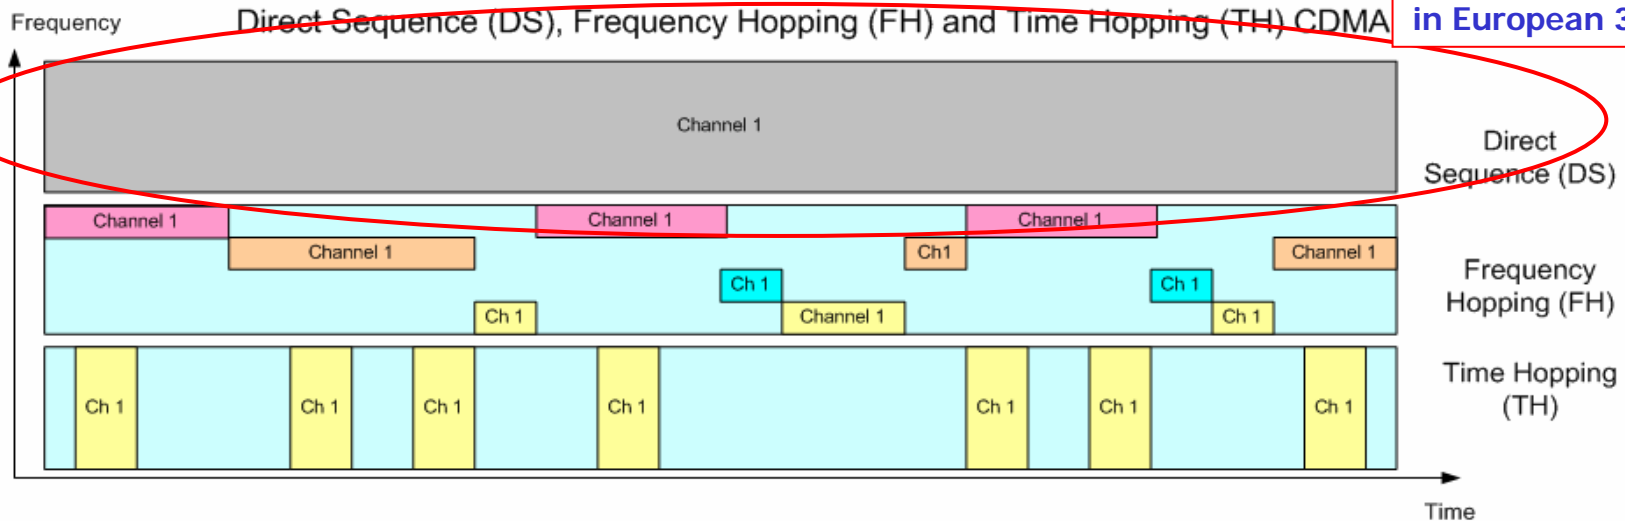 Frequency
Direct Sequence (DS), Frequency Hopping (FH) and Time Hopping (TH) CDMA
in European 3
Channel 1
Direct
Sequence (DS)
Channel 1
Channel 1
Channel 1
Channel 1
Ch1
Channel 1
Ch 1
Ch 1
Ch 1
Channel 1
Ch 1
Frequency
Hopping (FH)
Ch 1
Ch 1
Ch 1
Ch 1
Ch 1
Ch 1
Ch 1
Time Hopping
(TH)
Time